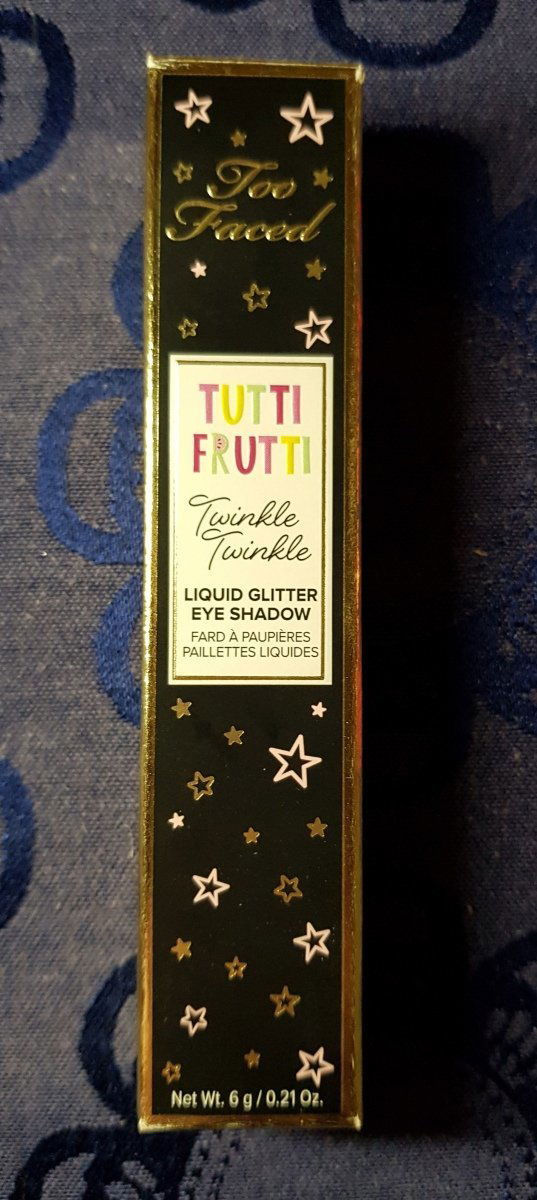 Too
Faced
TUTTI
FRUTTI
Twinkle
Twinkle
LIQUID GLITTER
EYE SHADOW
FARD À PAUPIÈRES
PAILLETTES LIQUIDES
Net Wt. 6 g / 0.21 Oz.